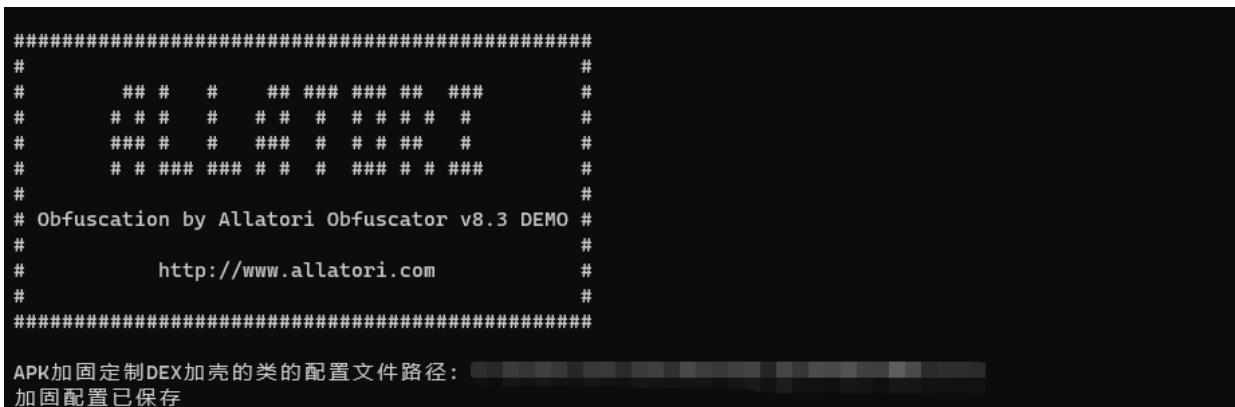 ##################################################
#                                                #
#        ## #   #    ## ### ### ##  ###          #
#       # # #   #   # #  #  # # # #  #           #
#       ### #   #   ###  #  # # ##   #           #
#       # # ### ### # #  #  ### # # ###          #
#                                                #
# Obfuscation by Allatori Obfuscator v8.3 DEMO #
#                                                #
#           http://www.allatori.com              #
#                                                #
##################################################
APK加固定制DEX加壳的类的配置文件路径:
加固配置已保存